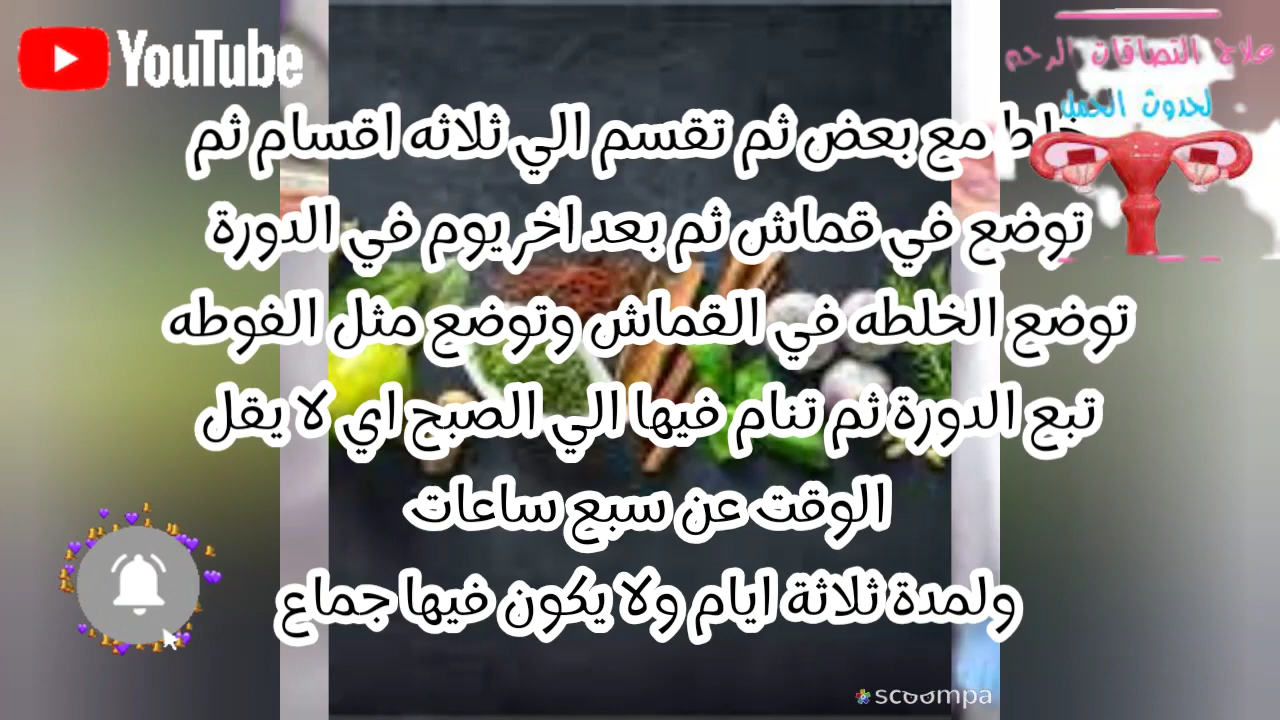 YouTube
علاج التصاقات الرحم
لحدوث الحمل
مع بعض ثم تقسم الي ثلاثه اقسام ثم
توضع في قماش ثم بعد اخر يوم في الدورة
توضع الخلطه في القماش وتوضع مثل الفوطه
تبع الدورة ثم تنام فيها الي الصبح اي لا يقل
الوقت عن سبع ساعات
ولمدة ثلاثة ايام ولا يكون فيها جماع
scoompa